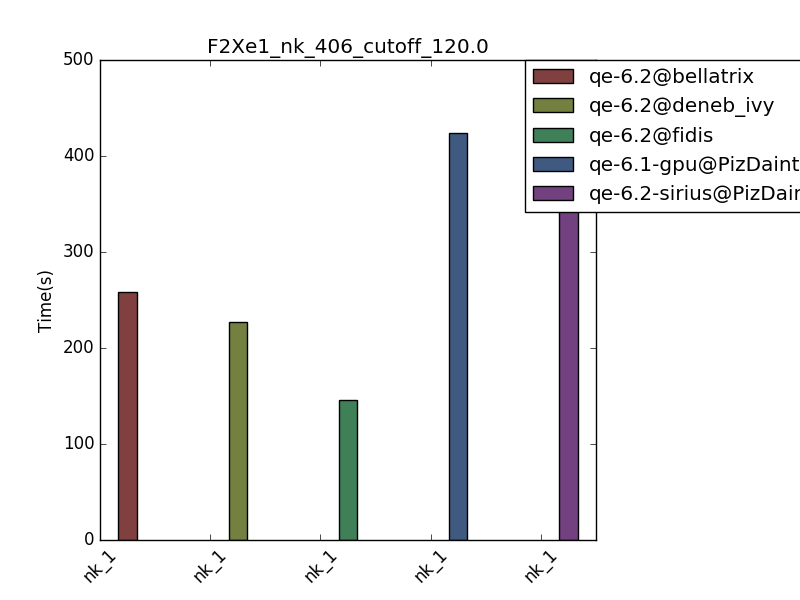 F2Xe1_nk_406_cutoff_120.0
500
400
300
200
100
0
Time(s)
nk_1
nk_1
nk_1
nk_1
nk_1
qe-6.2@bellatrix
qe-6.2@deneb_ivy
qe-6.2@fidis
qe-6.1-gpu@PizDaint
qe-6.2-sirius@PizDain